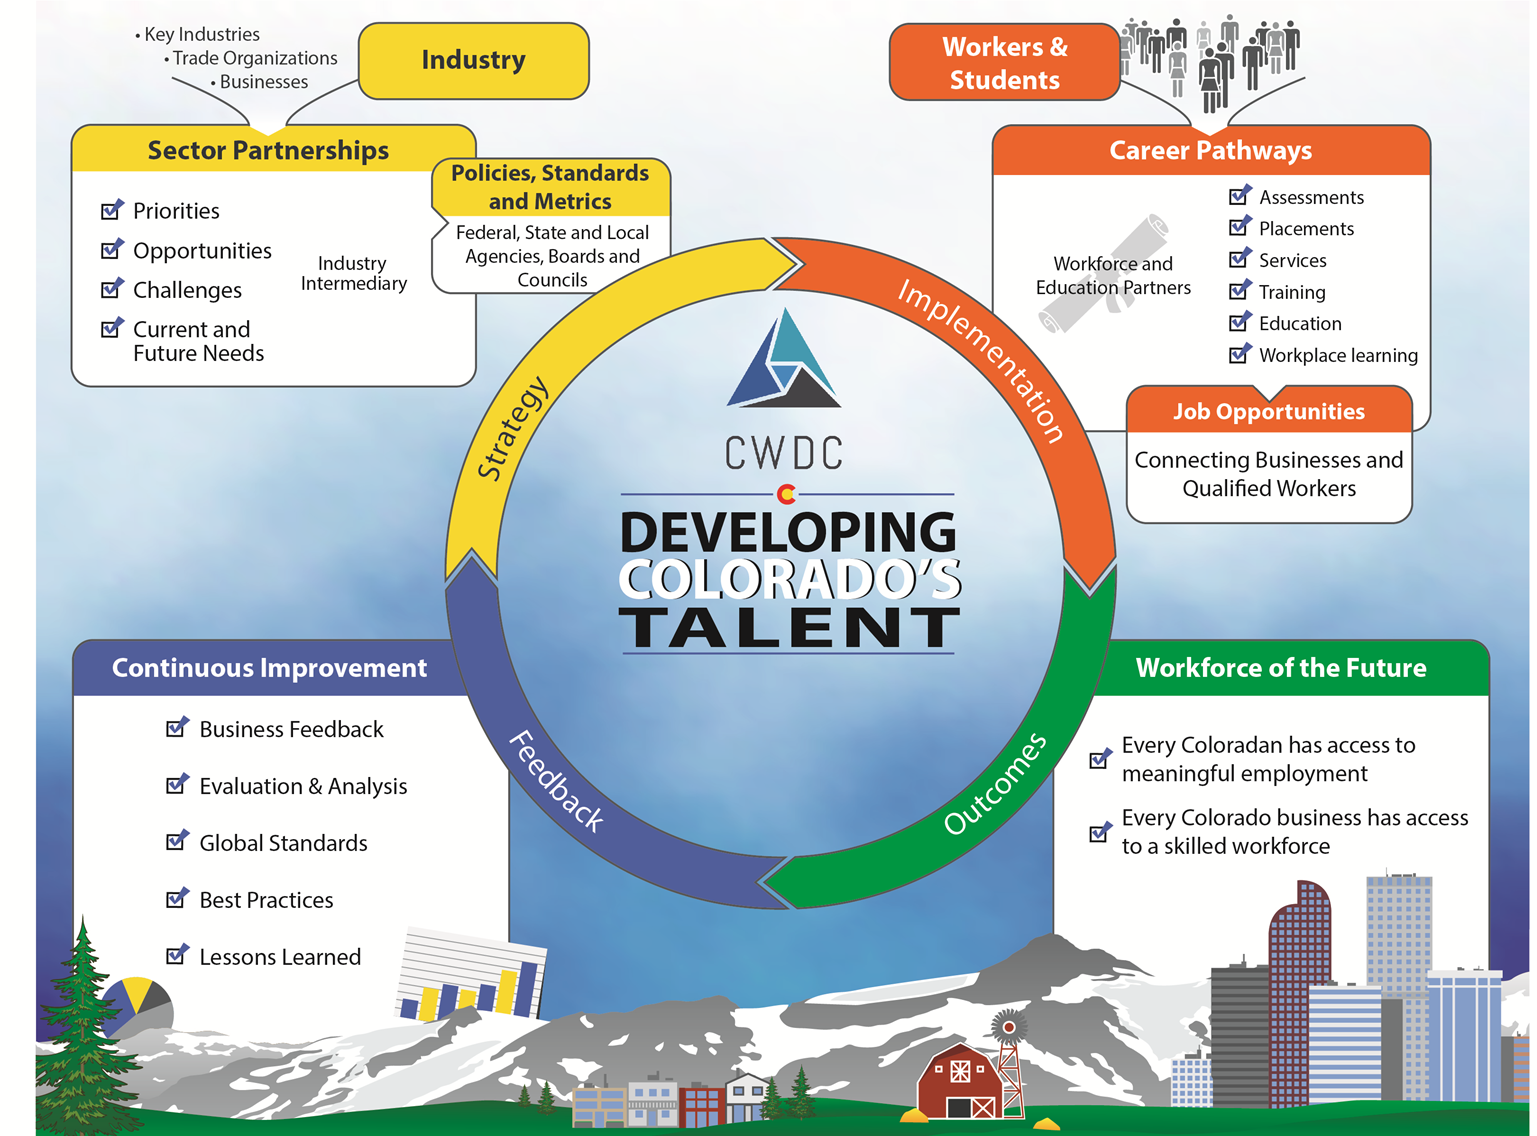 • Key Industries
• Trade Organizations
• Businesses
Industry
Sector Partnerships
Priorities
Opportunities
Challenges
Current and
Future Needs
Industry
Intermediary
Policies, Standards
and Metrics
Federal, State and Local
Agencies, Boards and
Councils
Workers &
Students
Career Pathways
Workforce and
Education Partners
Assessments
Placements
Services
Training
Education
Workplace learning
Job Opportunities
Connecting Businesses and
Qualified Workers
Strategy
Implementation
Outcomes
Feedback
CWDC
DEVELOPING
COLORADO'S
TALENT
Continuous Improvement
Business Feedback
Evaluation & Analysis
Global Standards
Best Practices
Lessons Learned
Workforce of the Future
Every Coloradan has access to
meaningful employment
Every Colorado business has access
to a skilled workforce